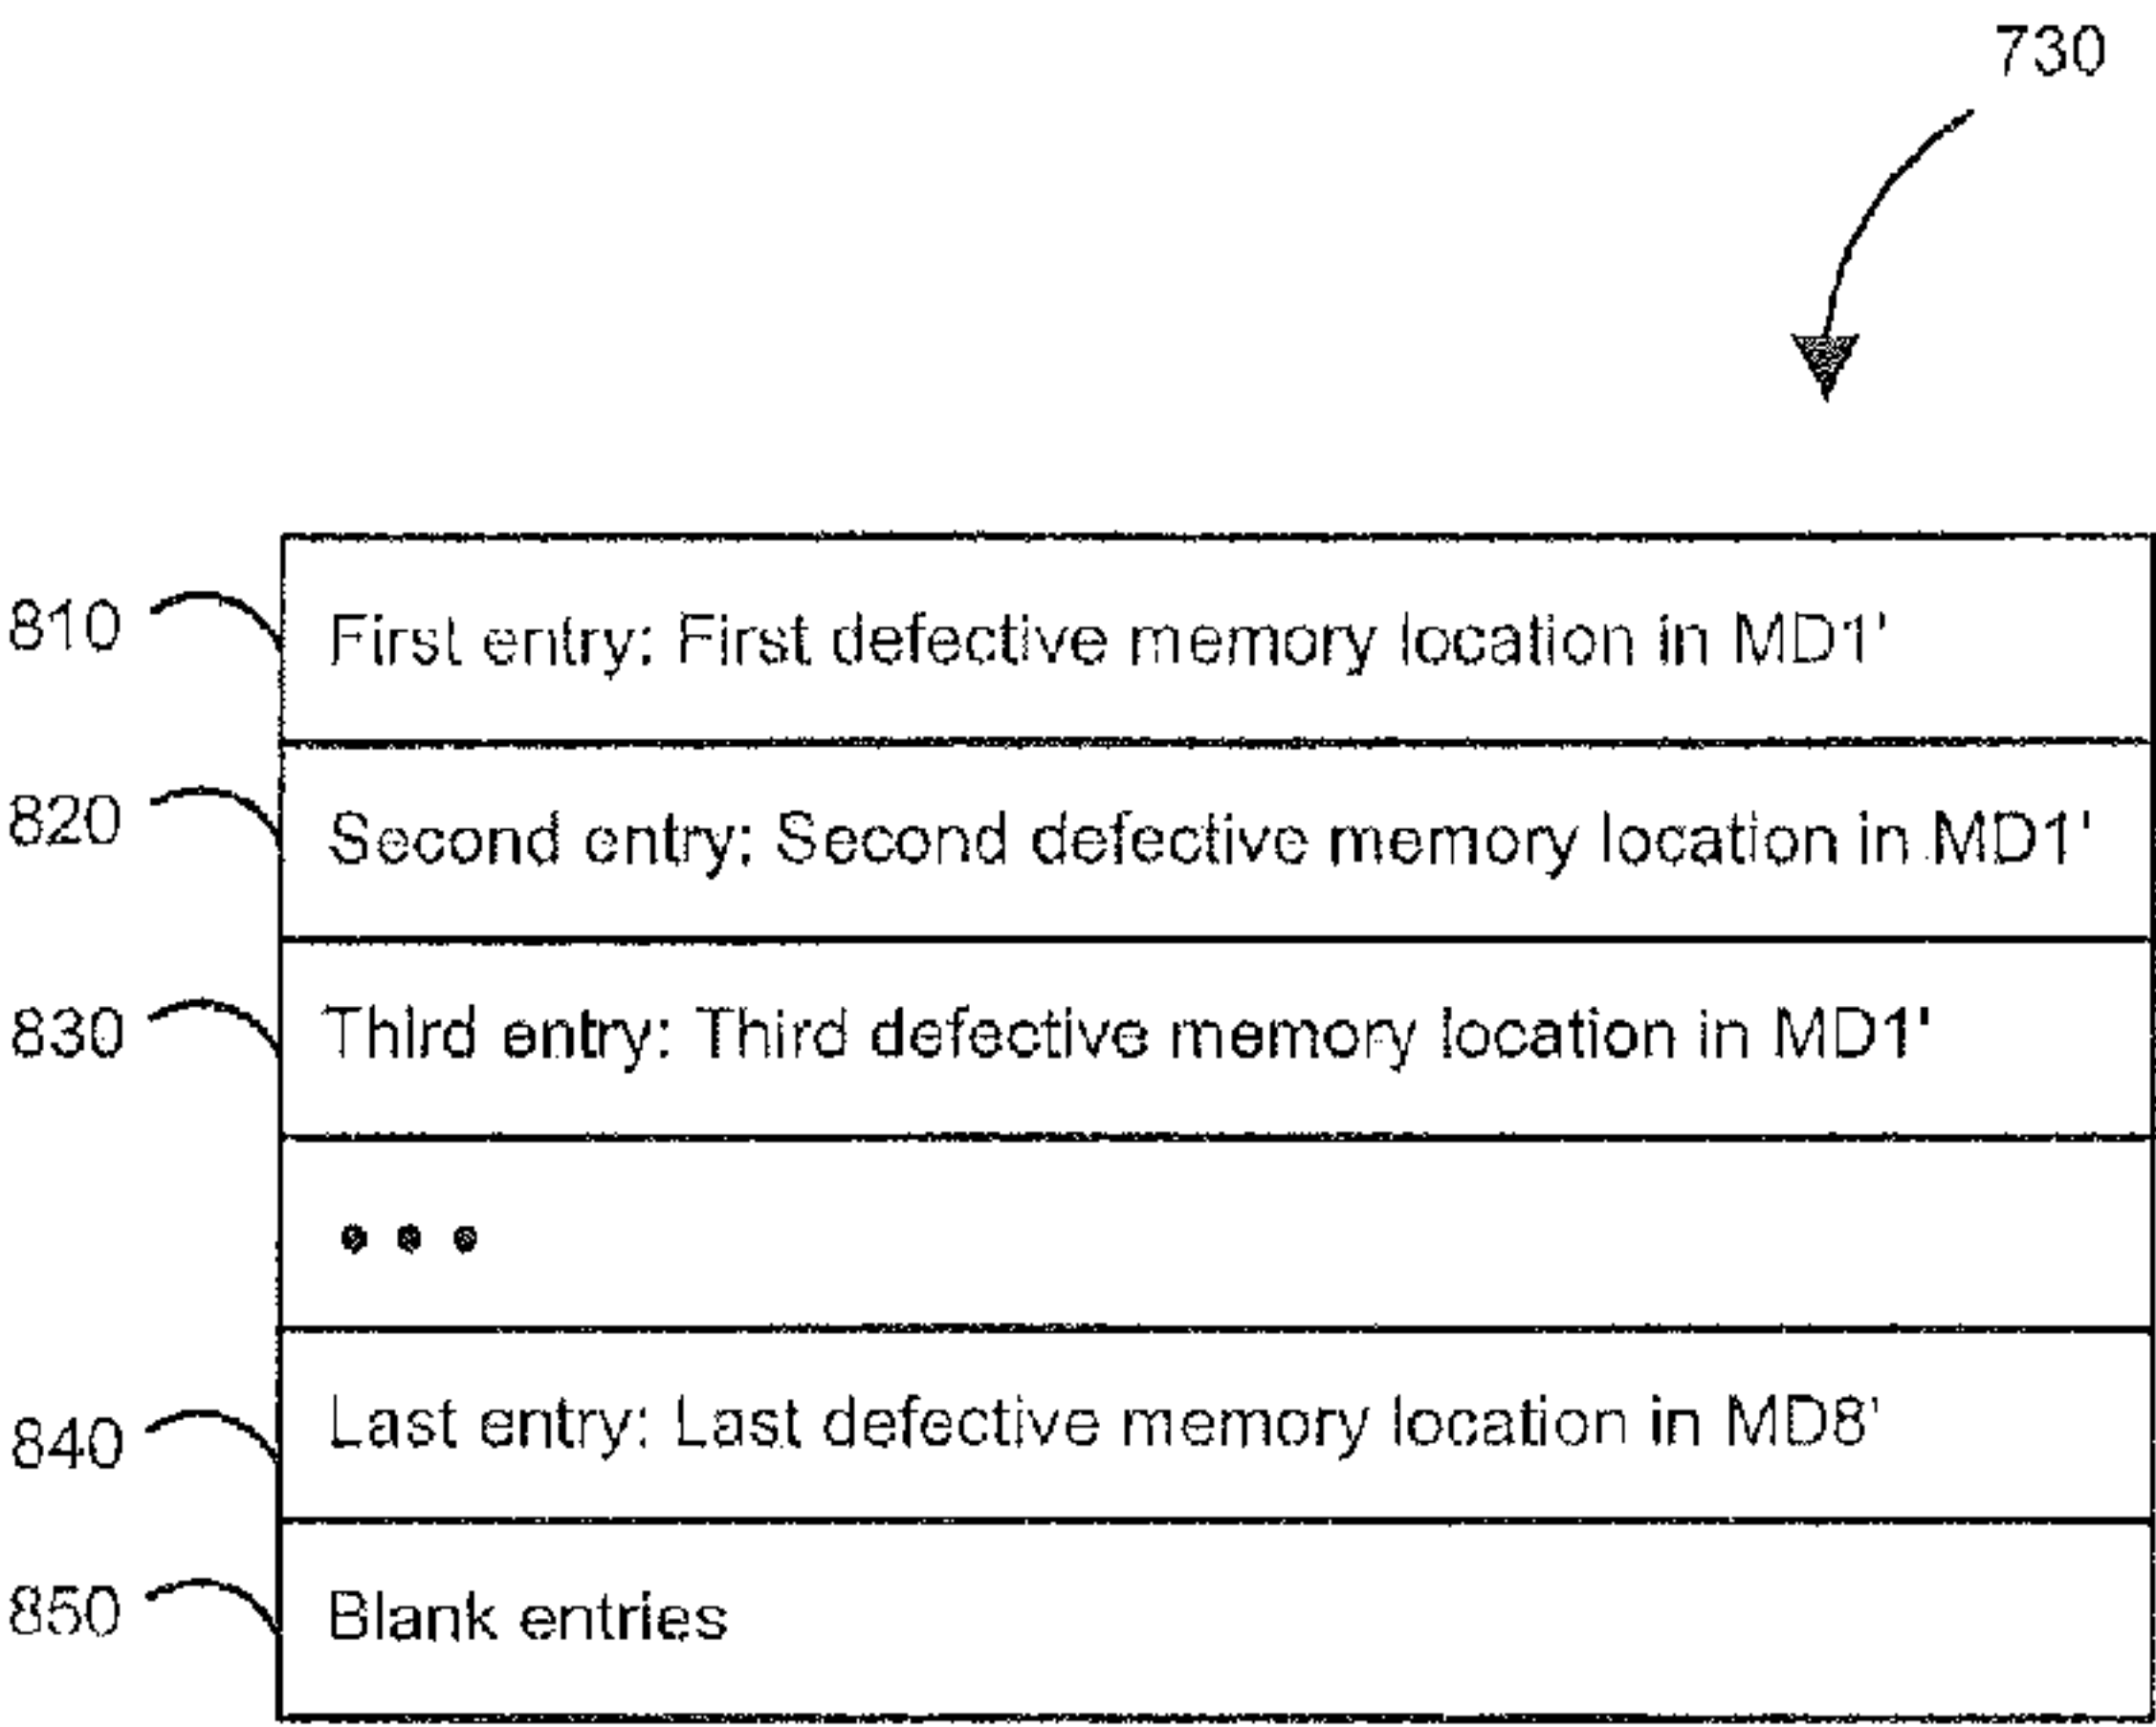 730
810 First entry: First defective memory location in MD1'
820 Second entry: Second defective memory location in MD1'
830 Third entry: Third defective memory location in MD1'
• • •
840 Last entry: Last defective memory location in MD8'
850 Blank entries